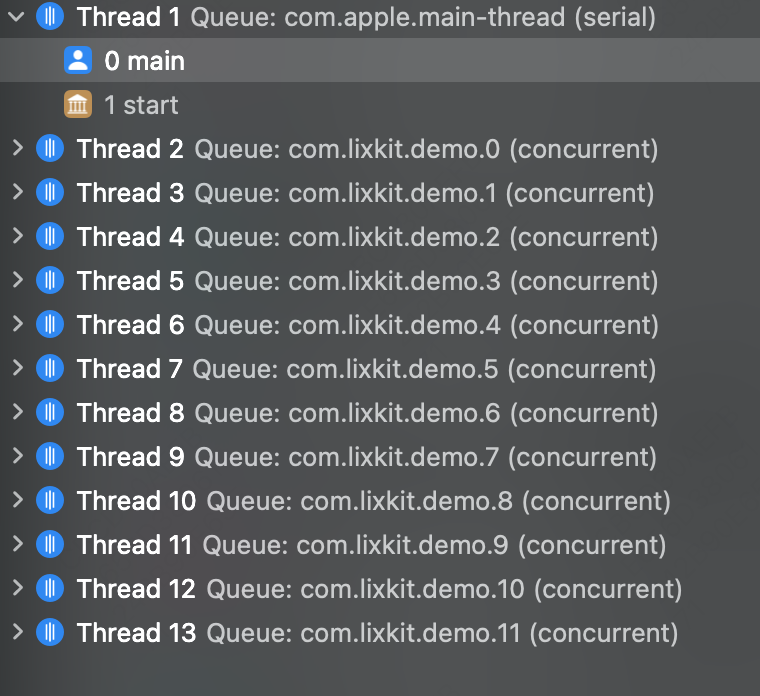 Thread 1 Queue: com.apple.main-thread (serial)
0 main
1 start
Thread 2 Queue: com.lixkit.demo.0 (concurrent)
Thread 3 Queue: com.lixkit.demo.1 (concurrent)
Thread 4 Queue: com.lixkit.demo.2 (concurrent)
Thread 5 Queue: com.lixkit.demo.3 (concurrent)
Thread 6 Queue: com.lixkit.demo.4 (concurrent)
Thread 7 Queue: com.lixkit.demo.5 (concurrent)
Thread 8 Queue: com.lixkit.demo.6 (concurrent)
Thread 9 Queue: com.lixkit.demo.7 (concurrent)
Thread 10 Queue: com.lixkit.demo.8 (concurrent)
Thread 11 Queue: com.lixkit.demo.9 (concurrent)
Thread 12 Queue: com.lixkit.demo.10 (concurrent)
Thread 13 Queue: com.lixkit.demo.11 (concurrent)